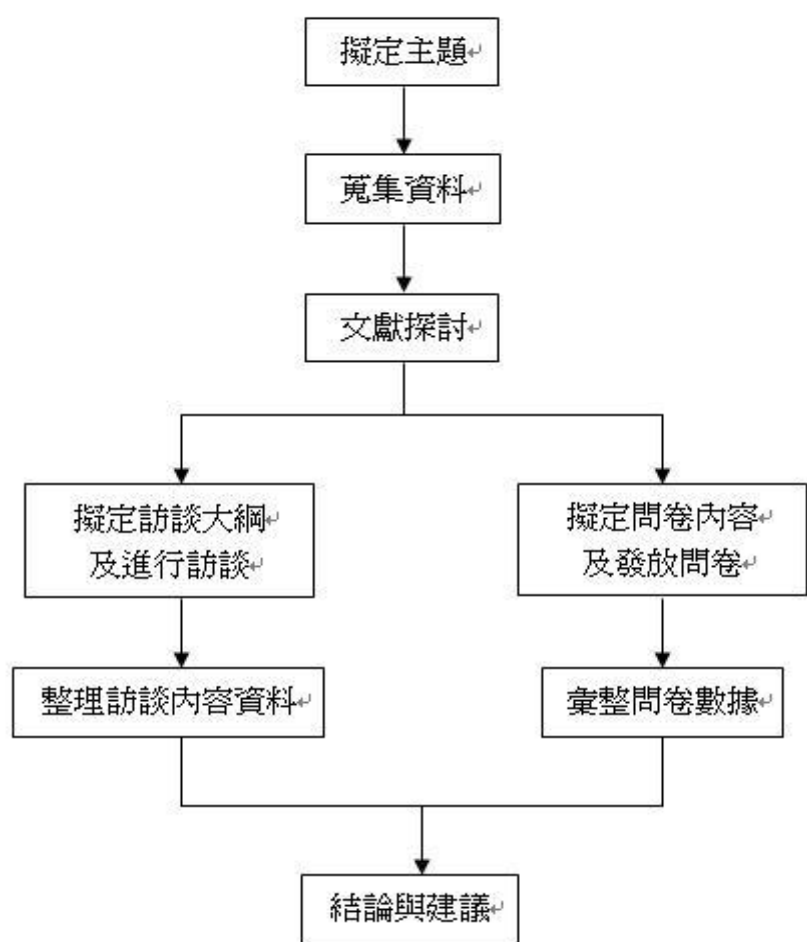 擬定主題
蒐集資料
文獻探討
擬定訪談大綱
及進行訪談
擬定問卷內容
及發放問卷
整理訪談內容資料
彙整問卷數據
結論與建議